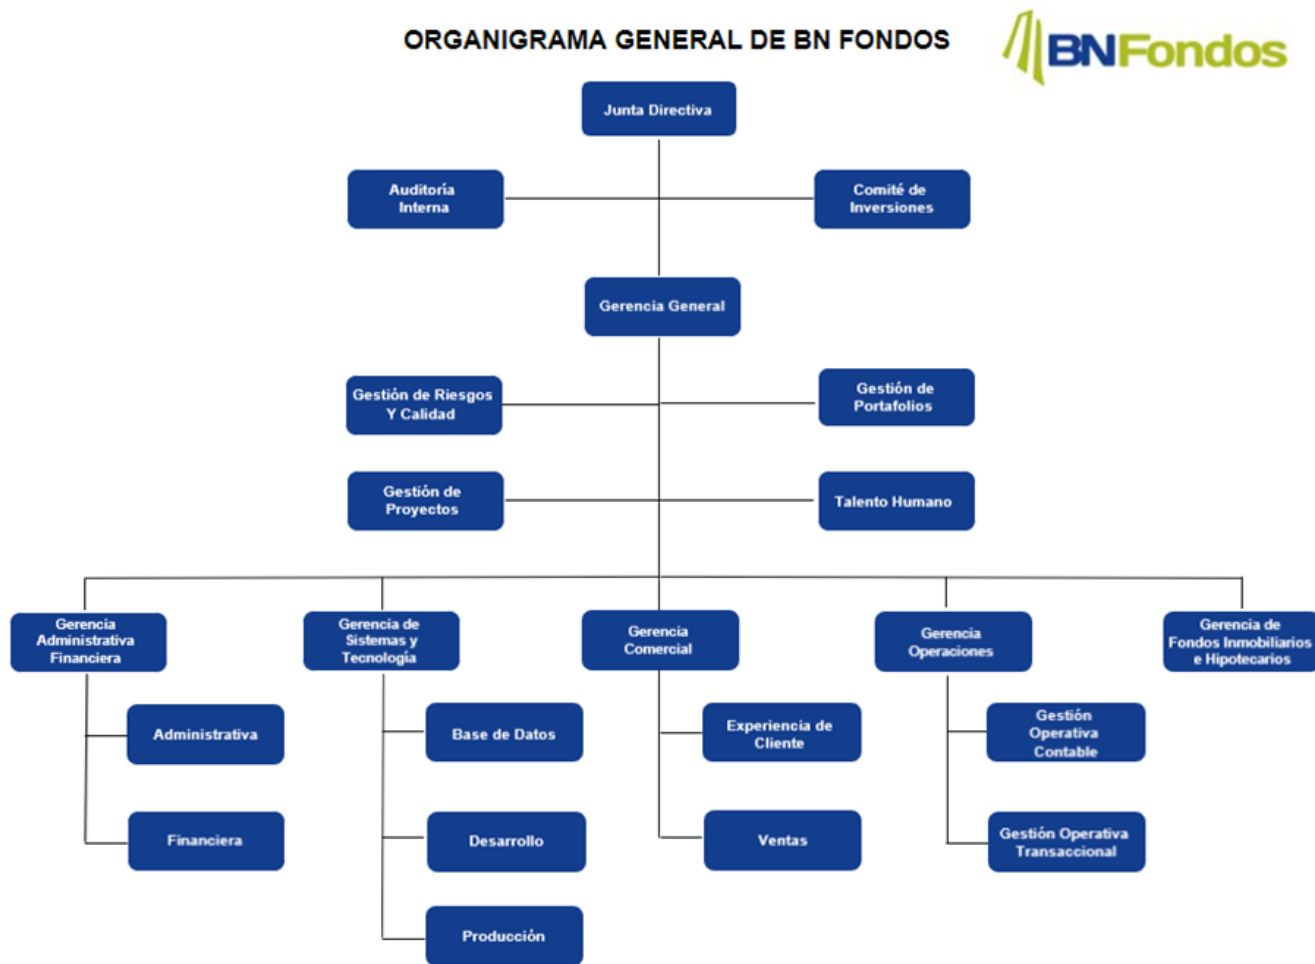 ORGANIGRAMA GENERAL DE BN FONDOS
BNFondos
Junta Directiva
Auditoría
Interna
Comité de
Inversiones
Gerencia General
Gestión de Riesgos
Y Calidad
Gestión de
Portafolios
Gestión de
Proyectos
Talento Humano
Gerencia
Administrativa
Financiera
Gerencia de
Sistemas y
Tecnología
Gerencia
Comercial
Gerencia
Operaciones
Gerencia de
Fondos Inmobiliarios
e Hipotecarios
Administrativa
Base de Datos
Experiencia de
Cliente
Gestión
Operativa
Contable
Financiera
Desarrollo
Ventas
Gestión Operativa
Transaccional
Producción